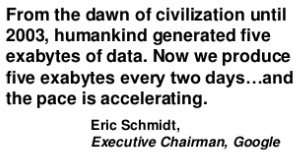 From the dawn of civilization until
2003, humankind generated five
exabytes of data. Now we produce
five exabytes every two days…and
the pace is accelerating.
Eric Schmidt,
Executive Chairman, Google